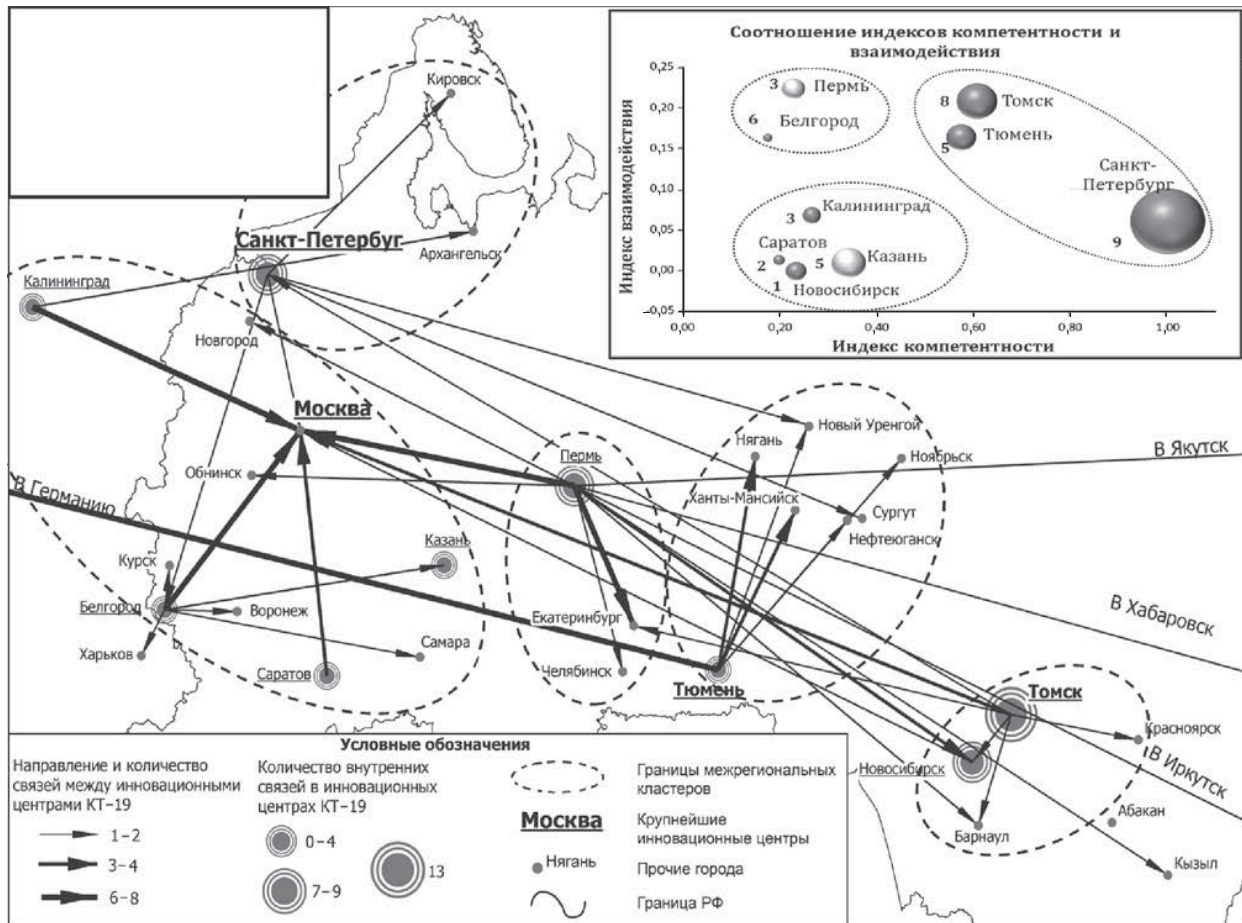 Соотношение индексов компетентности и
взаимодействия
Индекс взаимодействия
0,25
0,20
0,15
0,10
0,05
0,00
–0,05
0,00
0,20
0,40
0,60
0,80
1,00
Индекс компетентности
3
Пермь
6
Белгород
8
Томск
5
Тюмень
Санкт-
Петербург
9
3
Калининград
Саратов
2
1
5
Казань
Новосибирск
Кировск
Санкт-Петербуг
Архангельск
Калининград
Новгород
Москва
Обнинск
В Германию
Пермь
Нягань
Новый Уренгой
Ноябрьск
В Якутск
Ханты-Мансийск
Сургут
Нефтеюганск
Казань
Курск
Белгород
Воронеж
Харьков
Самара
Саратов
Екатеринбург
Челябинск
Тюмень
В Хабаровск
Томск
Красноярск
В Иркутск
Новосибирск
Абакан
Барнаул
Кызыл
Условные обозначения
Направление и количество
связей между инновационными
центрами КТ–19
1–2
3–4
6–8
Количество внутренних
связей в инновационных
центрах КТ–19
0–4
7–9
13
Границы межрегиональных
кластеров
Москва
Крупнейшие
инновационные центры
Нягань
Прочие города
Граница РФ